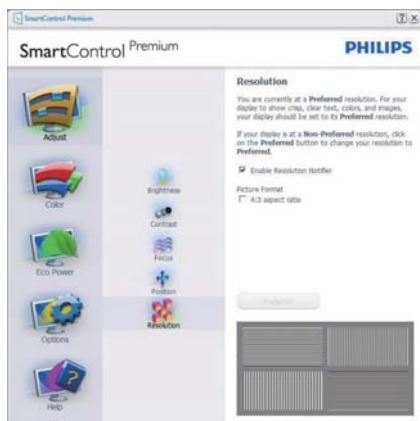 SmartControl Premium
SmartControl Premium
PHILIPS
Adjust
Color
Eco Power
Options
Help
Brightness
Contrast
Focus
Position
Resolution
Resolution
You are currently at a Preferred resolution. For your
display to show crisp, clear text, colors, and images,
your display should be set to its Preferred resolution.
If your display is at a Non-Preferred resolution, click
on the Preferred button to change your resolution to
Preferred.
Enable Resolution Notifier
Picture Format
4:3 aspect ratio